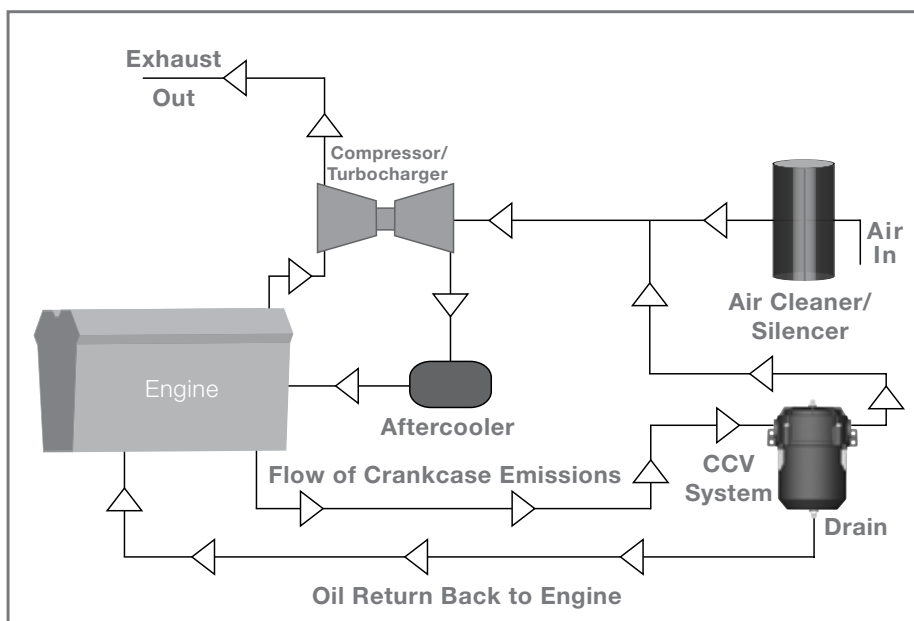 Exhaust
Out
Compressor/
Turbocharger
Air
In
Air Cleaner/
Silencer
Engine
Aftercooler
Flow of Crankcase Emissions
CCV
System
Drain
Oil Return Back to Engine